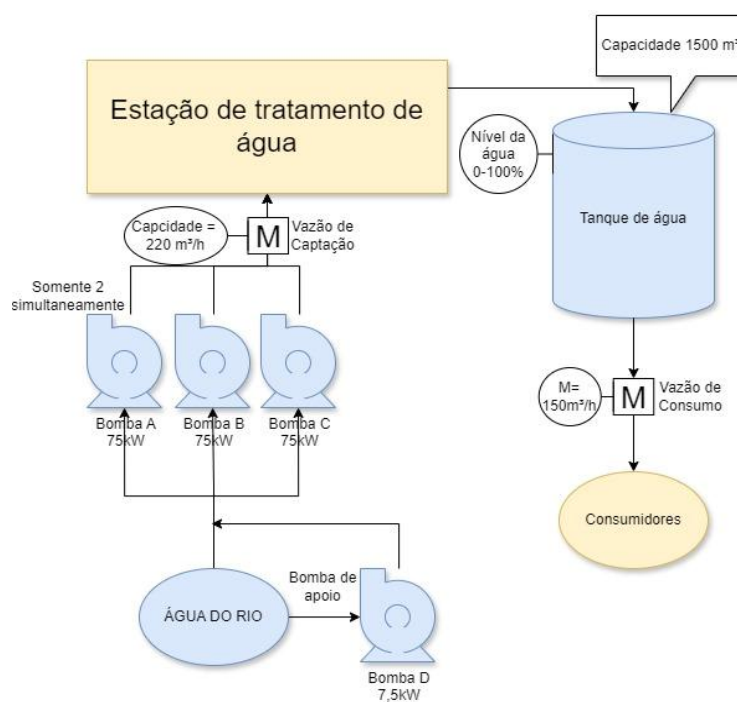 Capacidade 1500 m³
Estação de tratamento de
água
Nível da
água
0-100%
Tanque de água
Capcidade =
220 m³/h
M
Vazão de
Captação
Somente 2
simultaneamente
Bomba A
75kW
Bomba B
75kW
Bomba C
75kW
M=
150m³/h
M
Vazão de
Consumo
Consumidores
Bomba de
apoio
ÁGUA DO RIO
Bomba D
7,5kW